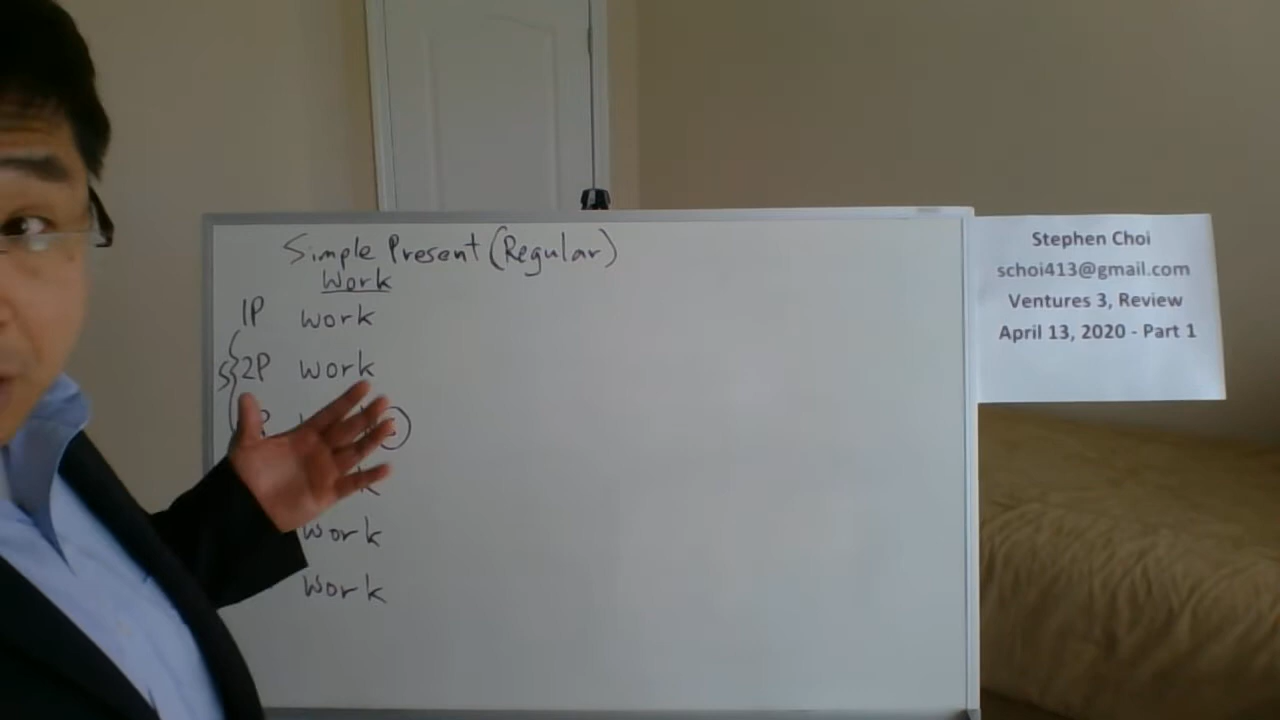 Simple Present (Regular)
Work
1P work
S 2P work
work
work
Stephen Choi
schoi413@gmail.com
Ventures 3, Review
April 13, 2020 - Part 1